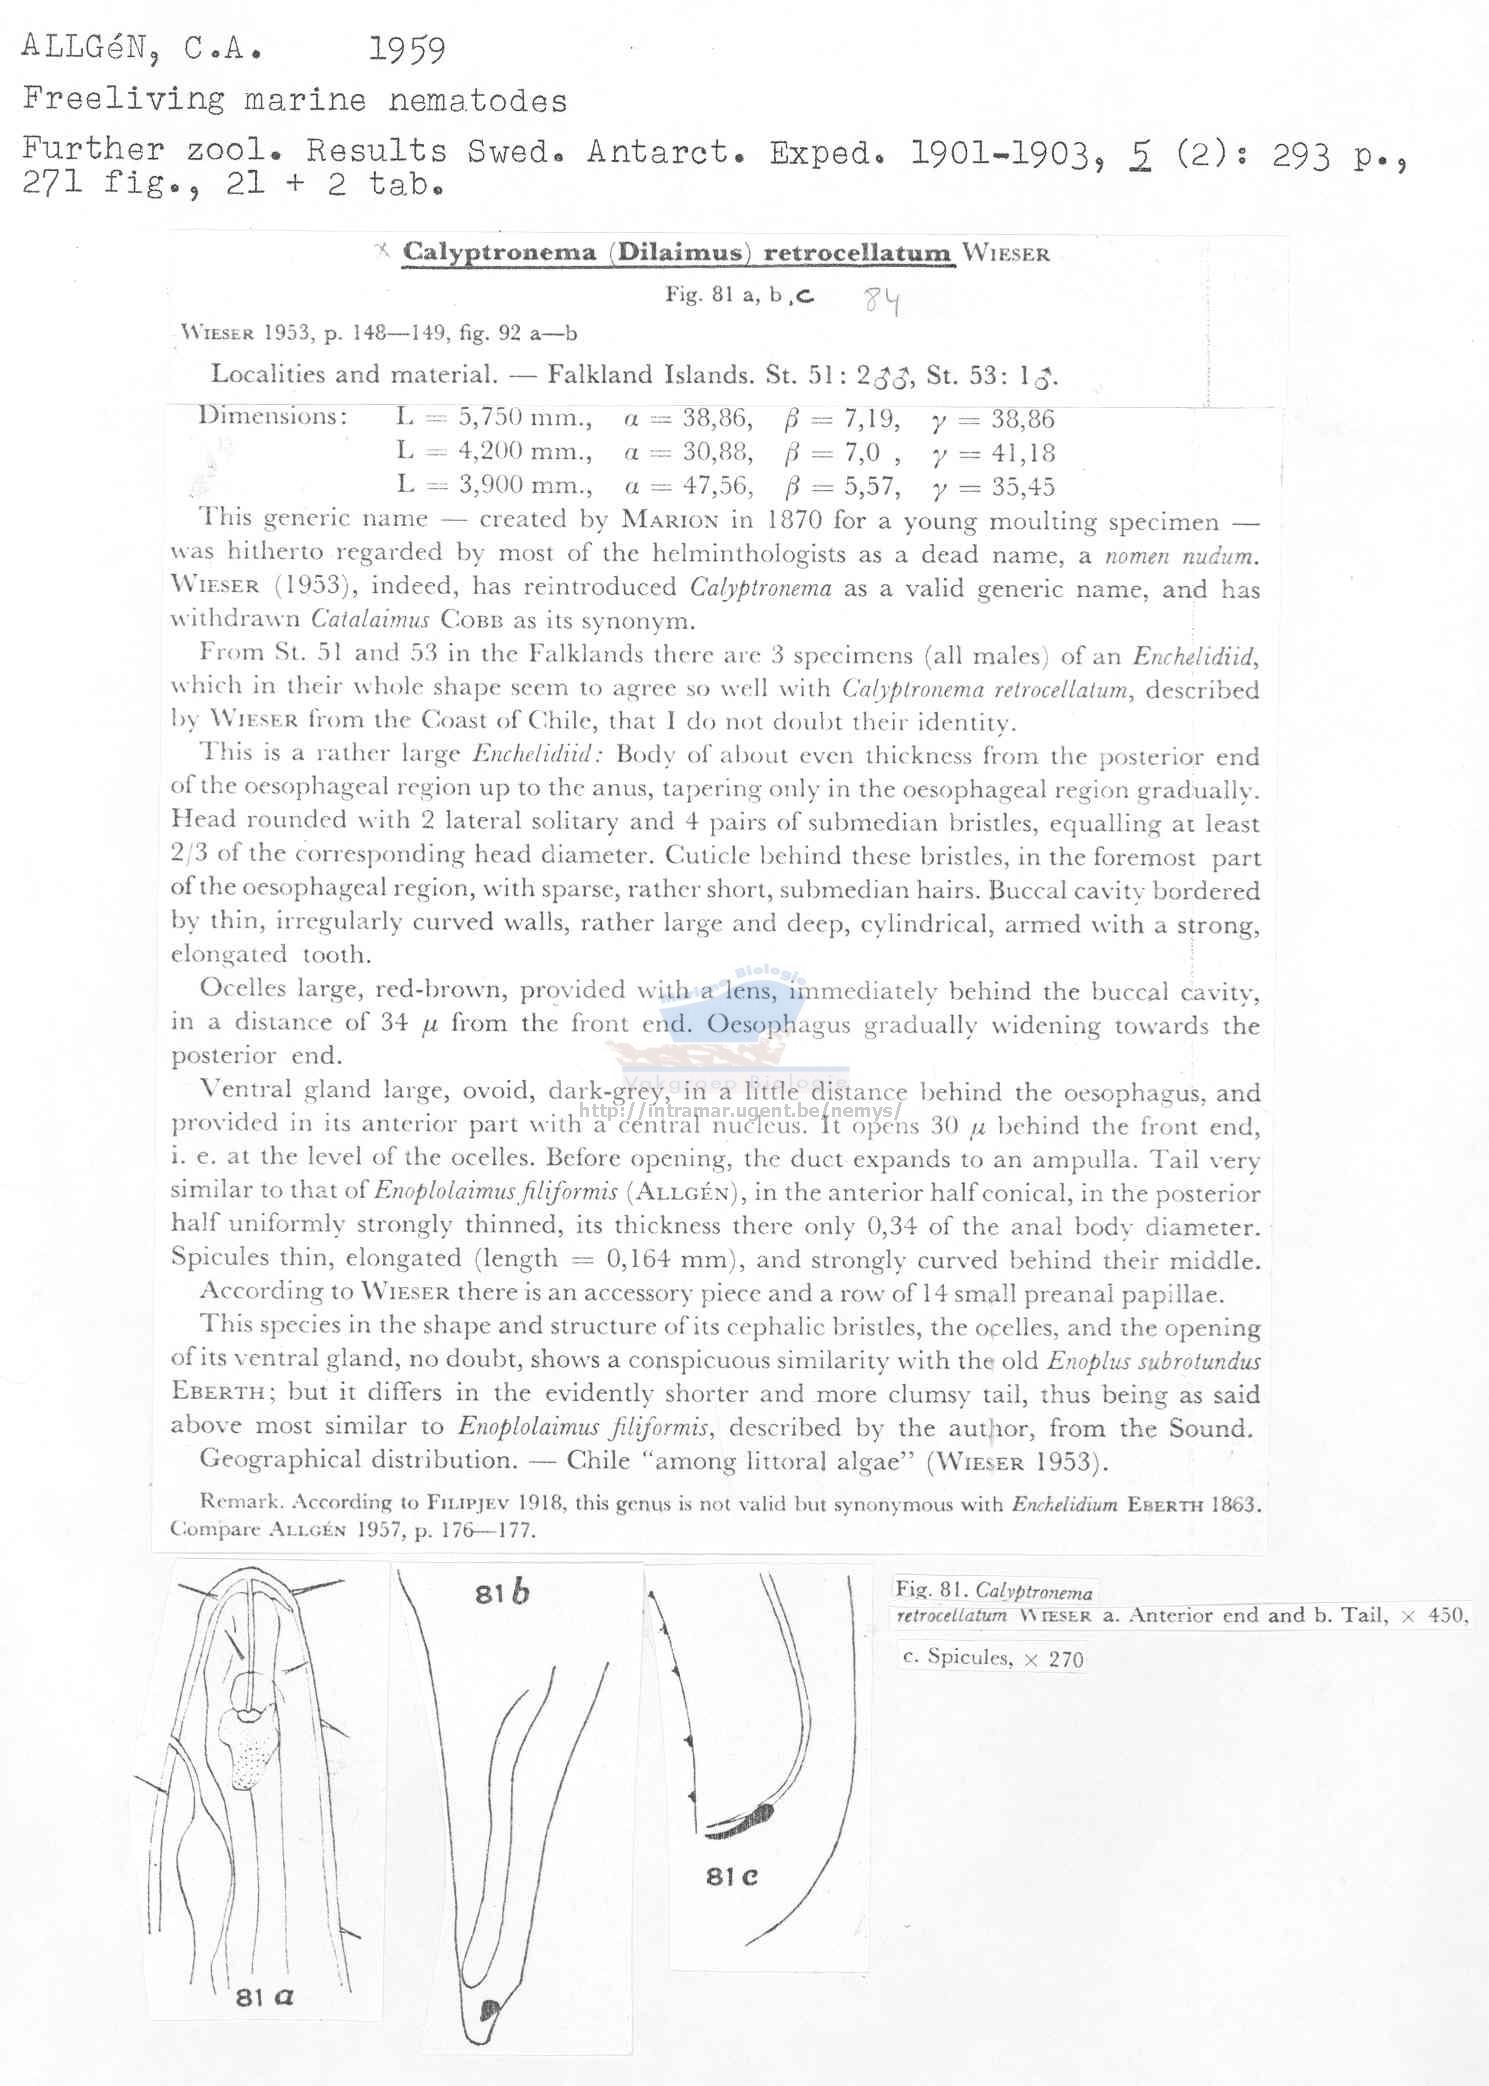 ALLGéN, C.A. 1959
Freeliving marine nematodes
Further zool. Results Swed. Antarct. Exped. 1901-1903, 5 (2): 293 p.,
271 fig., 21 + 2 tab.
x Calyptronema (Dilaimus) retrocellatum WIESER
Fig. 81 a, b, c 84
WIESER 1953, p. 148—149, fig. 92 a—b
Localities and material. — Falkland Islands. St. 51: 2♂♂, St. 53: 1♂.
Dimensions: L = 5,750 mm., α = 38,86, β = 7,19, γ = 38,86
L = 4,200 mm., α = 30,88, β = 7,0 , γ = 41,18
L = 3,900 mm., α = 47,56, β = 5,57, γ = 35,45
This generic name — created by MARION in 1870 for a young moulting specimen —
was hitherto regarded by most of the helminthologists as a dead name, a nomen nudum.
WIESER (1953), indeed, has reintroduced Calyptronema as a valid generic name, and has
withdrawn Catalaimus COBB as its synonym.
From St. 51 and 53 in the Falklands there are 3 specimens (all males) of an Enchelidiid,
which in their whole shape seem to agree so well with Calyptronema retrocellatum, described
by WIESER from the Coast of Chile, that I do not doubt their identity.
This is a rather large Enchelidiid: Body of about even thickness from the posterior end
of the oesophageal region up to the anus, tapering only in the oesophageal region gradually.
Head rounded with 2 lateral solitary and 4 pairs of submedian bristles, equalling at least
2/3 of the corresponding head diameter. Cuticle behind these bristles, in the foremost part
of the oesophageal region, with sparse, rather short, submedian hairs. Buccal cavity bordered
by thin, irregularly curved walls, rather large and deep, cylindrical, armed with a strong,
elongated tooth.
Ocelles large, red-brown, provided with a lens, immediately behind the buccal cavity,
in a distance of 34 μ from the front end. Oesophagus gradually widening towards the
posterior end.
Marine Biologie
Vakgroep Biologie
http://intramar.ugent.be/nemys/
Ventral gland large, ovoid, dark-grey, in a little distance behind the oesophagus, and
provided in its anterior part with a central nucleus. It opens 30 μ behind the front end,
i. e. at the level of the ocelles. Before opening, the duct expands to an ampulla. Tail very
similar to that of Enoplolaimus filiformis (ALLGÉN), in the anterior half conical, in the posterior
half uniformly strongly thinned, its thickness there only 0,34 of the anal body diameter.
Spicules thin, elongated (length = 0,164 mm), and strongly curved behind their middle.
According to WIESER there is an accessory piece and a row of 14 small preanal papillae.
This species in the shape and structure of its cephalic bristles, the ocelles, and the opening
of its ventral gland, no doubt, shows a conspicuous similarity with the old Enoplus subrotundus
EBERTH; but it differs in the evidently shorter and more clumsy tail, thus being as said
above most similar to Enoplolaimus filiformis, described by the author, from the Sound.
Geographical distribution. — Chile “among littoral algae” (WIESER 1953).
Remark. According to FILIPJEV 1918, this genus is not valid but synonymous with Enchelidium EBERTH 1863.
Compare ALLGÉN 1957, p. 176—177.
Fig. 81. Calyptronema
retrocellatum WIESER a. Anterior end and b. Tail, × 450,
c. Spicules, × 270
81 b
81 c
81 a